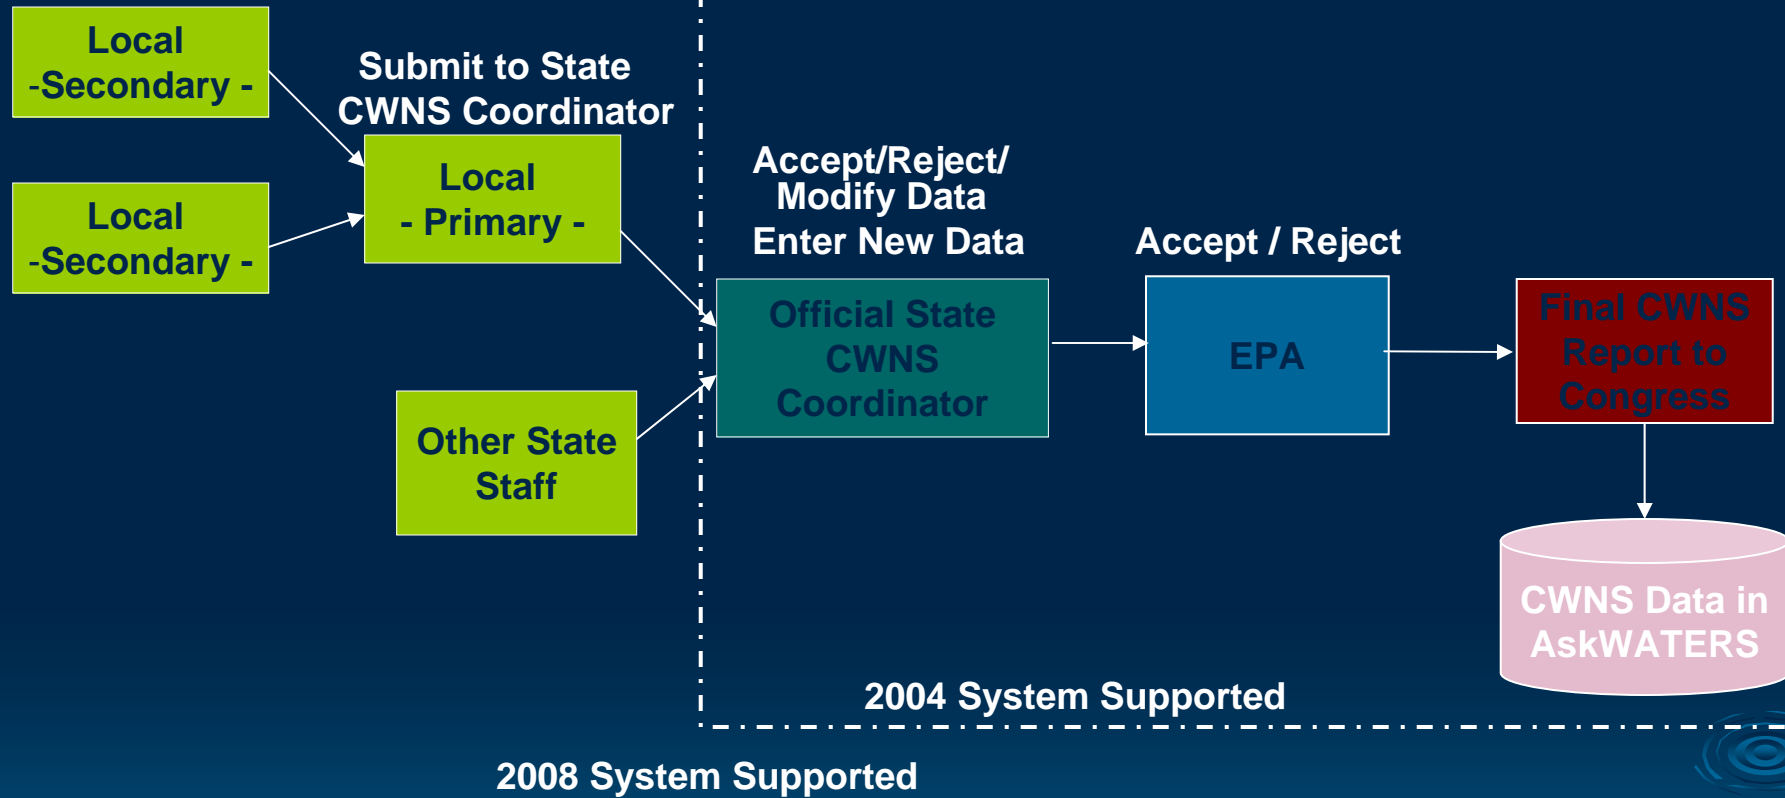 Local
-Secondary -
Submit to State
CWNS Coordinator
Local
- Primary -
Local
-Secondary -
Accept/Reject/
Modify Data
Enter New Data
Accept / Reject
Official State
CWNS
Coordinator
EPA
Final CWNS
Report to
Congress
Other State
Staff
CWNS Data in
AskWATERS
2004 System Supported
2008 System Supported